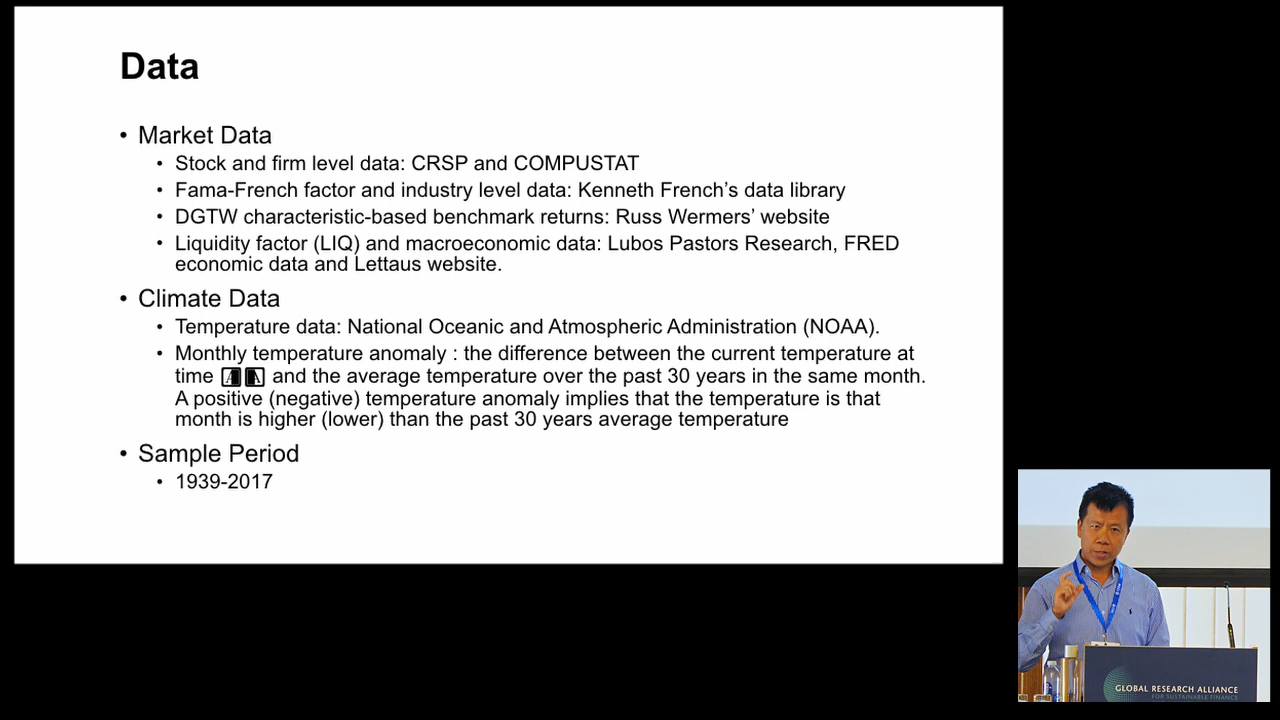 Data
• Market Data
• Stock and firm level data: CRSP and COMPUSTAT
• Fama-French factor and industry level data: Kenneth French’s data library
• DGTW characteristic-based benchmark returns: Russ Wermers’ website
• Liquidity factor (LIQ) and macroeconomic data: Lubos Pastors Research, FRED
economic data and Lettaus website.
• Climate Data
• Temperature data: National Oceanic and Atmospheric Administration (NOAA).
• Monthly temperature anomaly : the difference between the current temperature at
time and the average temperature over the past 30 years in the same month.
A positive (negative) temperature anomaly implies that the temperature is that
month is higher (lower) than the past 30 years average temperature
• Sample Period
• 1939-2017
GLOBAL RESEARCH ALLIANCE
FOR SUSTAINABLE FINANCE